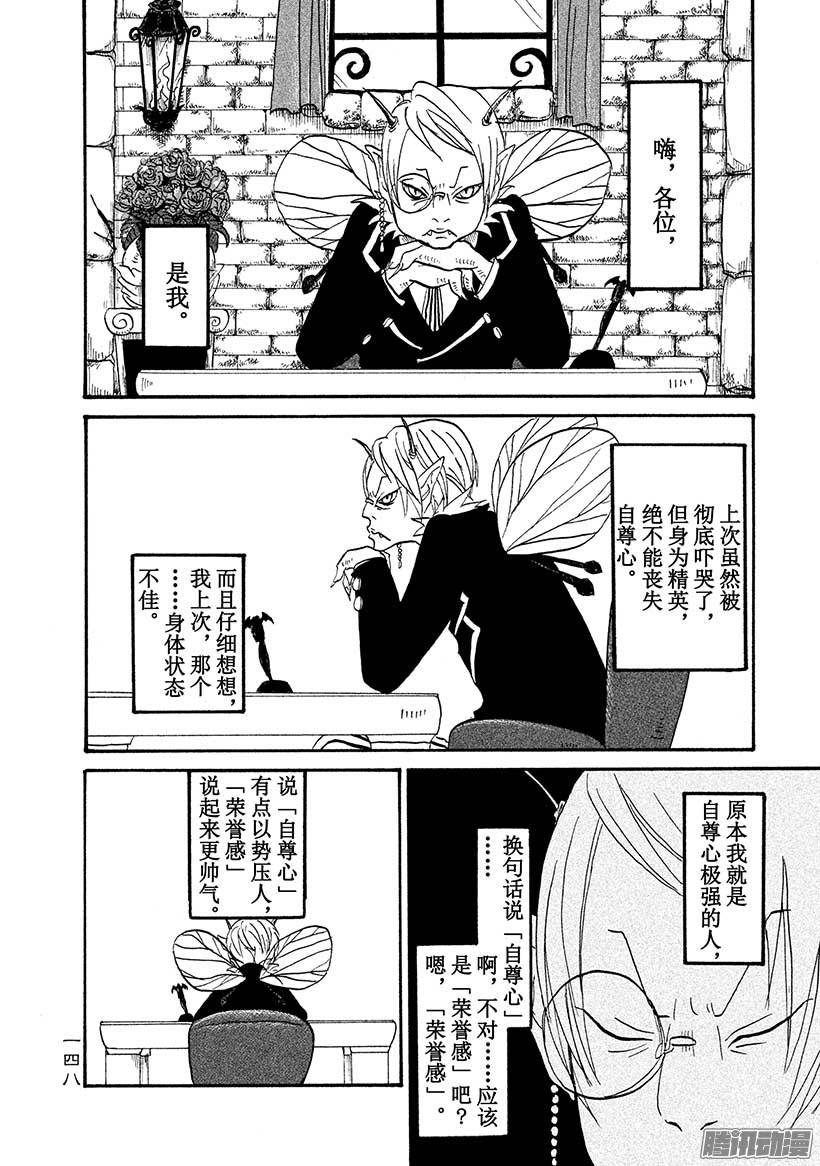 嗨，各位，
是我。
上次虽然被
彻底吓哭了，
但身为精英，
绝不能丧失
自尊心。
而且仔细想想，
我上次，那个
……身体状态
不佳。
原本我就是
自尊心极强的人，
换句话说「自尊心」
……
啊，不对……应该
是「荣誉感」吧？
嗯，「荣誉感」。
说「自尊心」
有点以势压人，
「荣誉感」
说起来更帅气。
一四八
腾讯动漫